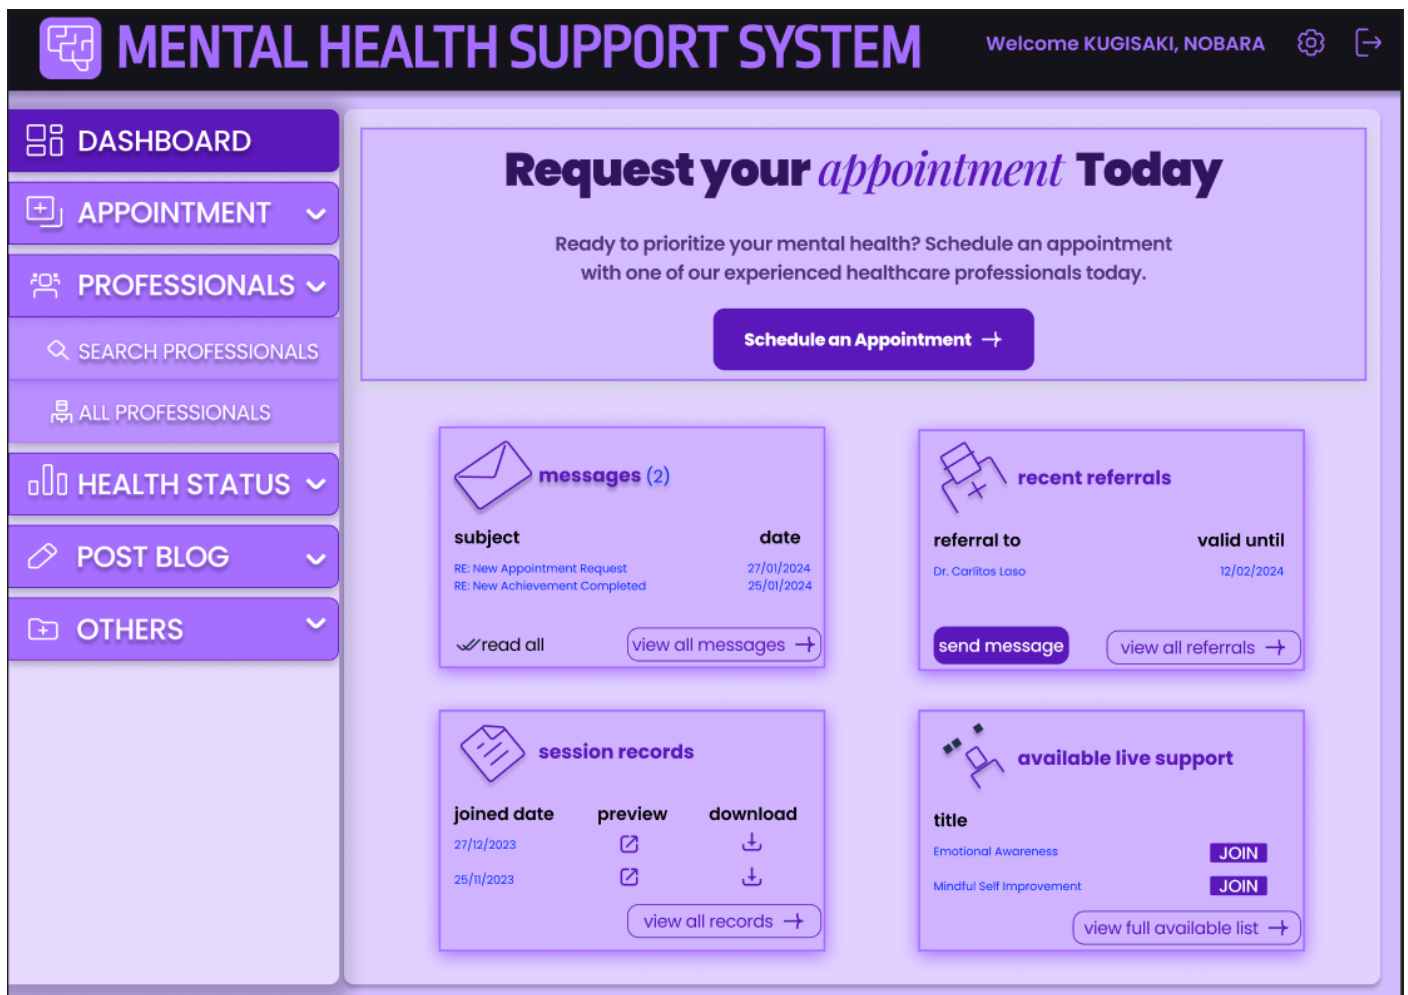 MENTAL HEALTH SUPPORT SYSTEM
Welcome KUGISAKI, NOBARA
DASHBOARD
APPOINTMENT
PROFESSIONALS
SEARCH PROFESSIONALS
ALL PROFESSIONALS
HEALTH STATUS
POST BLOG
OTHERS
Request your appointment Today
Ready to prioritize your mental health? Schedule an appointment
with one of our experienced healthcare professionals today.
Schedule an Appointment
messages (2)
subject date
RE: New Appointment Request 27/01/2024
RE: New Achievement Completed 25/01/2024
read all view all messages
recent referrals
referral to valid until
Dr. Carlitos Laso 12/02/2024
send message view all referrals
session records
joined date preview download
27/12/2023
25/11/2023
view all records
available live support
title
Emotional Awareness JOIN
Mindful Self Improvement JOIN
view full available list